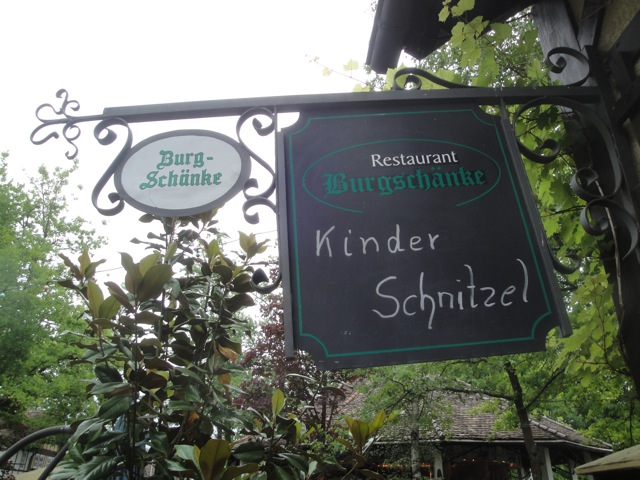 Burg-
Schänke
Restaurant
Burgschänke
Kinder
Schnitzel